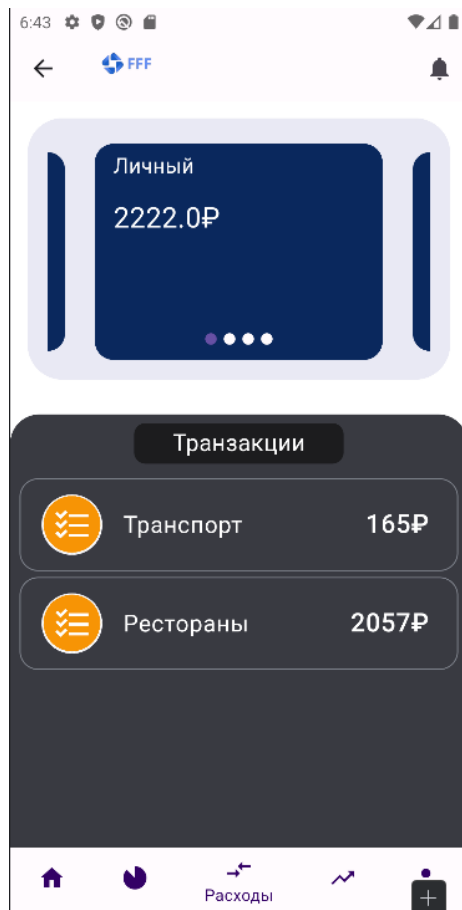 6:43
FFF
Личный
2222.0₽
Транзакции
Транспорт 165₽
Рестораны 2057₽
Расходы